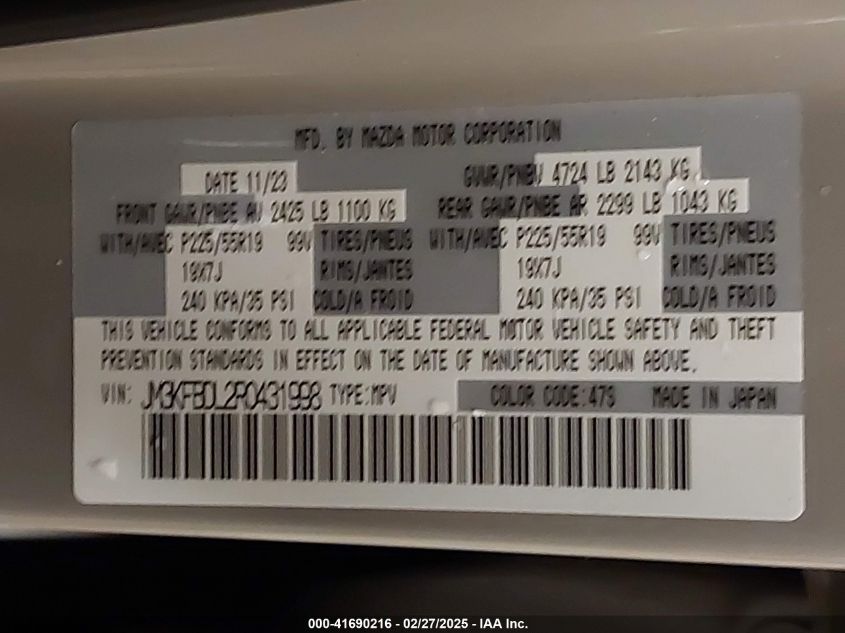 MFD. BY MAZDA MOTOR CORPORATION
DATE 11/23 GVWR/PNBV 4724 LB 2143 KG
FRONT GAWR/PNBE AV 2425 LB 1100 KG REAR GAWR/PNBE AR 2299 LB 1043 KG
WITH/AVEC P225/55R19 99V TIRES/PNEUS WITH/AVEC P225/55R19 99V TIRES/PNEUS
19X7J RIMS/JANTES 19X7J RIMS/JANTES
240 KPA/35 PSI COLD/A FROID 240 KPA/35 PSI COLD/A FROID
THIS VEHICLE CONFORMS TO ALL APPLICABLE FEDERAL MOTOR VEHICLE SAFETY AND THEFT
PREVENTION STANDARDS IN EFFECT ON THE DATE OF MANUFACTURE SHOWN ABOVE.
VIN: JM3KFBDL2R0431998 TYPE:MPV COLOR CODE:47S MADE IN JAPAN
000-41690216 - 02/27/2025 - IAA Inc.